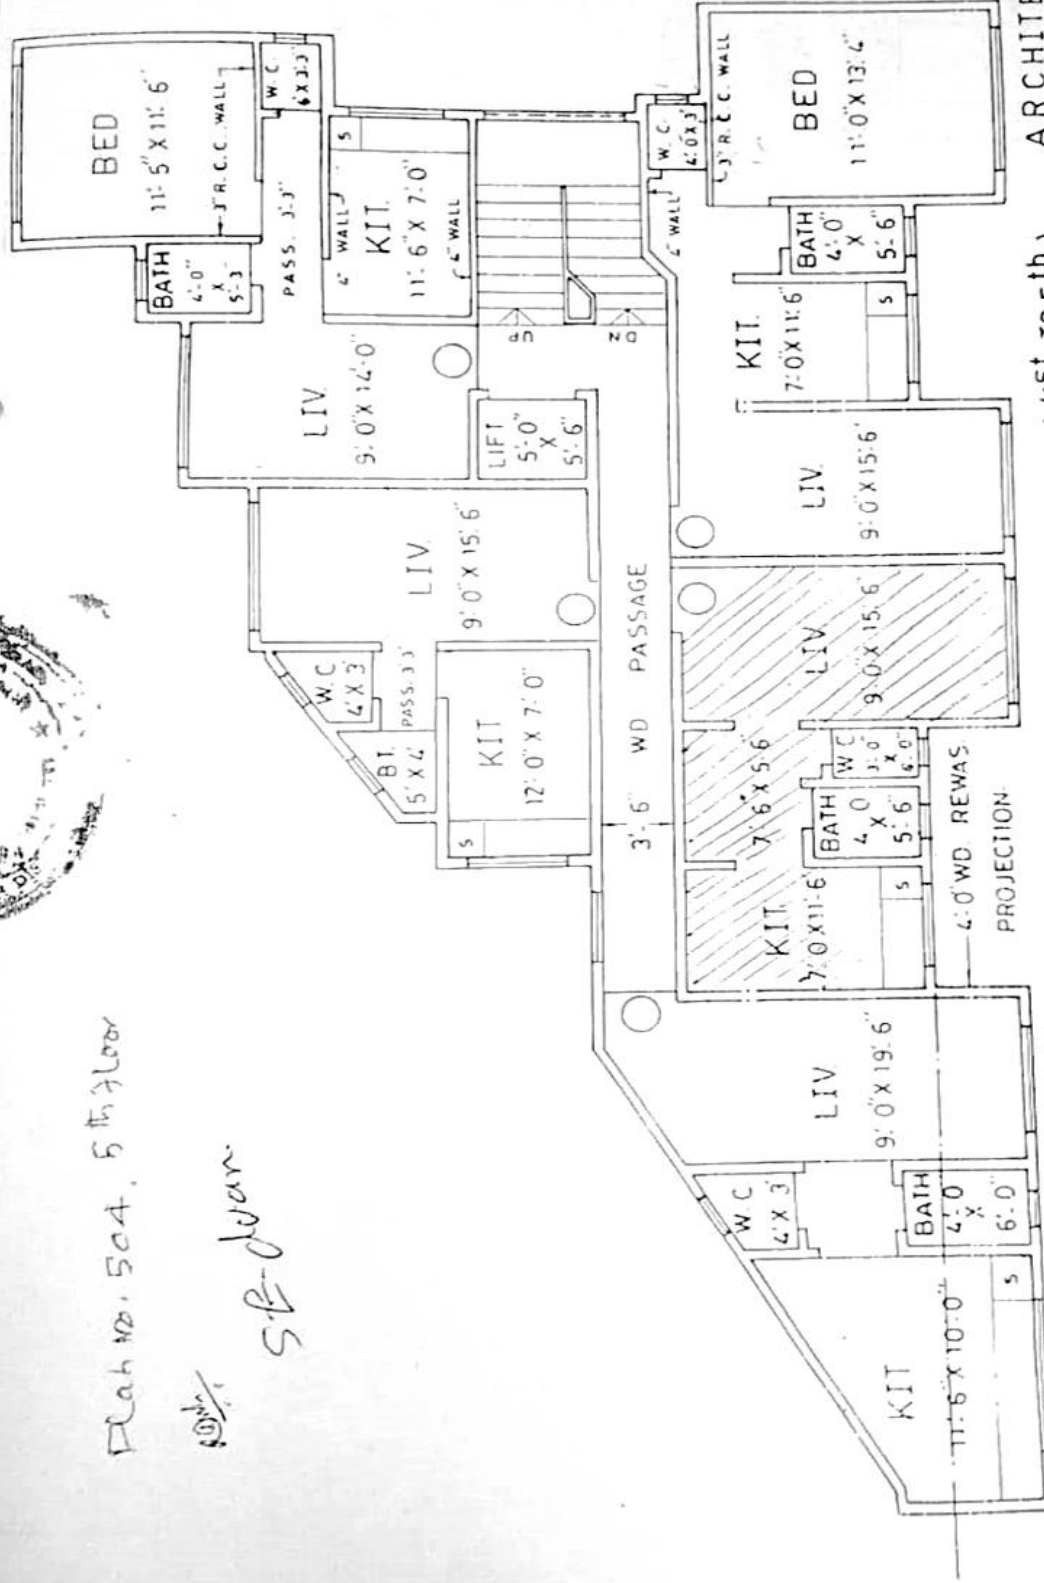 BED
11'-5" X 11'.6"
3" R.C.C. WALL
W.C.
BATH
4'-0"
X
5'-3"
PASS. 3'-3"
4" WALL
S
KIT.
11'.6" X 7'.0"
4" WALL
LIV.
9'.0" X 14'-0"
LIFT
5'-0"
X
5'.6"
UP
DN
W.C.
4'.0 X 3'
4" WALL
3" R.C.C. WALL
BED
11'.0" X 13'.4"
BATH
4'.0"
X
5'.6"
KIT.
7'.0" X 11'.6"
S
LIV.
9'.0" X 15'.6"
LIV.
9'.0" X 15'.6"
W.C
4' X 3'
PASS. 3'3"
BT.
5' X 4'
KIT
12'.0" X 7'.0"
S
3'-6" WD PASSAGE
LIV
9'.0" X 15'.6"
7'.6" X 5'.6"
W.C
3'.0"
X
BATH
4'.0
X
5'.6"
KIT.
7'.0 X 11'.6
S
4'.0" WD. REWAS
PROJECTION.
LIV
9'.0" X 19'.6"
W.C
4' X 3'
BATH
4'.0
X
6'.0"
KIT
11'.6" X 10'.0"
S
ARCHITE
504, 5th floor